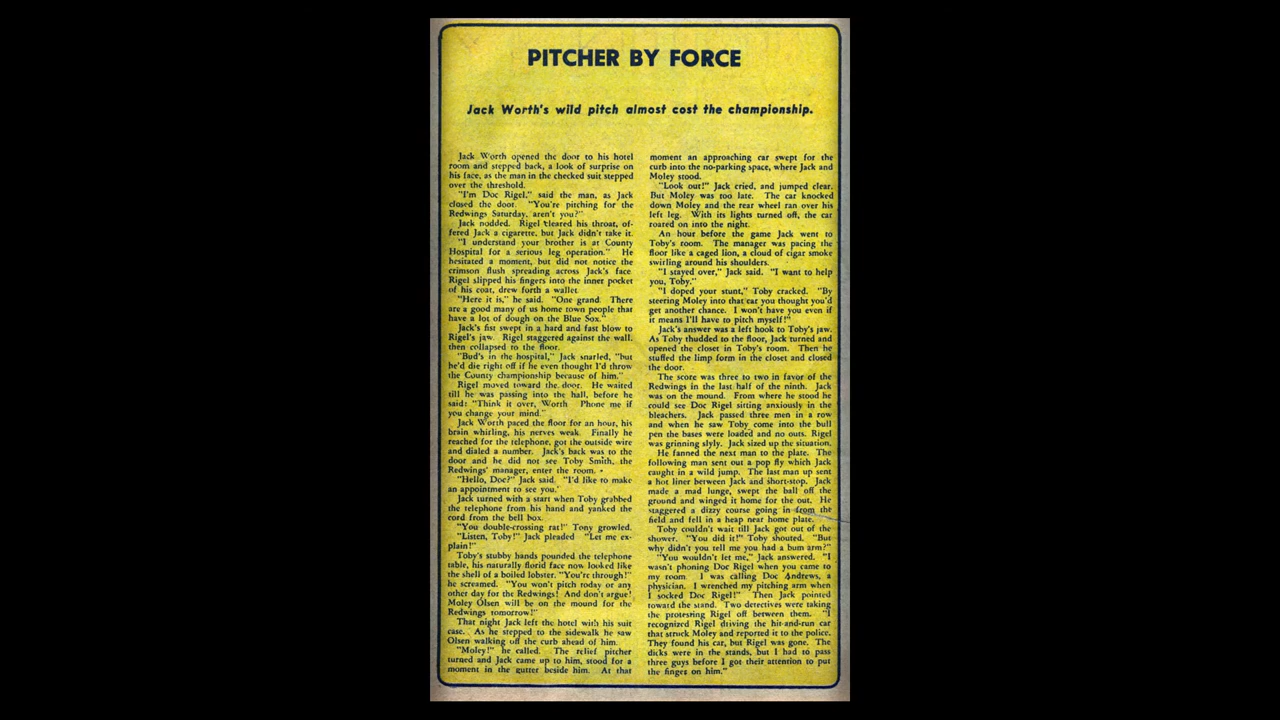 PITCHER BY FORCE
Jack Worth's wild pitch almost cost the championship.
Jack Worth opened the door to his hotel
room and stepped back, a look of surprise on
his face, as the man in the checked suit stepped
over the threshold.
"I'm Doc Rigel," said the man, as Jack
closed the door. "You're pitching for the
Redwings Saturday, aren't you?"
Jack nodded. Rigel cleared his throat, of-
fered Jack a cigarette, but Jack didn't take it.
"I understand your brother is at County
Hospital for a serious leg operation." He
hesitated a moment, but did not notice the
crimson flush spreading across Jack's face.
Rigel slipped his fingers into the inner pocket
of his coat, drew forth a wallet.
"Here it is," he said. "One grand. There
are a good many of us home town people that
have a lot of dough on the Blue Sox."
Jack's fist swept in a hard and fast blow to
Rigel's jaw. Rigel staggered against the wall,
then collapsed to the floor.
"Bud's in the hospital," Jack snarled, "but
he'd die right off if he even thought I'd throw
the County championship because of him."
Rigel moved toward the door. He waited
till he was passing into the hall, before he
said: "Think it over, Worth Phone me if
you change your mind."
Jack Worth paced the floor for an hour, his
brain whirling, his nerves weak. Finally he
reached for the telephone, got the outside wire
and dialed a number. Jack's back was to the
door and he did not see Toby Smith, the
Redwings' manager, enter the room.
"Hello, Doc?" Jack said. "I'd like to make
an appointment to see you."
Jack turned with a start when Toby grabbed
the telephone from his hand and yanked the
cord from the bell box.
"You double-crossing rat!" Tony growled.
"Listen, Toby!" Jack pleaded "Let me ex-
plain!"
Toby's stubby hands pounded the telephone
table, his naturally florid face now looked like
the shell of a boiled lobster. "You're through!"
he screamed. "You won't pitch today or any
other day for the Redwings! And don't argue!
Moley Olsen will be on the mound for the
Redwings tomorrow!"
That night Jack left the hotel with his suit
case. As he stepped to the sidewalk he saw
Olsen walking off the curb ahead of him.
"Moley!" he called. The relief pitcher
turned and Jack came up to him, stood for a
moment in the gutter beside him. At that
moment an approaching car swept for the
curb into the no-parking space, where Jack and
Moley stood.
"Look out!" Jack cried, and jumped clear.
But Moley was too late. The car knocked
down Moley and the rear wheel ran over his
left leg. With its lights turned off, the car
roared on into the night.
An hour before the game Jack went to
Toby's room. The manager was pacing the
floor like a caged lion, a cloud of cigar smoke
swirling around his shoulders.
"I stayed over," Jack said. "I want to help
you, Toby."
"I doped your stunt," Toby cracked. "By
steering Moley into that car you thought you'd
get another chance. I won't have you even if
it means I'll have to pitch myself!"
Jack's answer was a left hook to Toby's jaw.
As Toby thudded to the floor, Jack turned and
opened the closet in Toby's room. Then he
stuffed the limp form in the closet and closed
the door.
The score was three to two in favor of the
Redwings in the last half of the ninth. Jack
was on the mound. From where he stood he
could see Doc Rigel sitting anxiously in the
bleachers. Jack passed three men in a row
and when he saw Toby come into the bull
pen the bases were loaded and no outs. Rigel
was grinning slyly. Jack sized up the situation.
He fanned the next man to the plate. The
following man sent out a pop fly which Jack
caught in a wild jump. The last man up sent
a hot liner between Jack and short-stop. Jack
made a mad lunge, swept the ball off the
ground and winged it home for the out. He
staggered a dizzy course going in from the
field and fell in a heap near home plate.
Toby couldn't wait till Jack got out of the
shower. "You did it!" Toby shouted. "But
why didn't you tell me you had a bum arm?"
"You wouldn't let me," Jack answered. "I
wasn't phoning Doc Rigel when you came to
my room I was calling Doc Andrews, a
physician. I wrenched my pitching arm when
I socked Doc Rigel!" Then Jack pointed
toward the stand. Two detectives were taking
the protesting Rigel off between them. "I
recognized Rigel driving the hit-and-run car
that struck Moley and reported it to the police.
They found his car, but Rigel was gone. The
dicks were in the stands, but I had to pass
three guys before I got their attention to put
the finger on him."